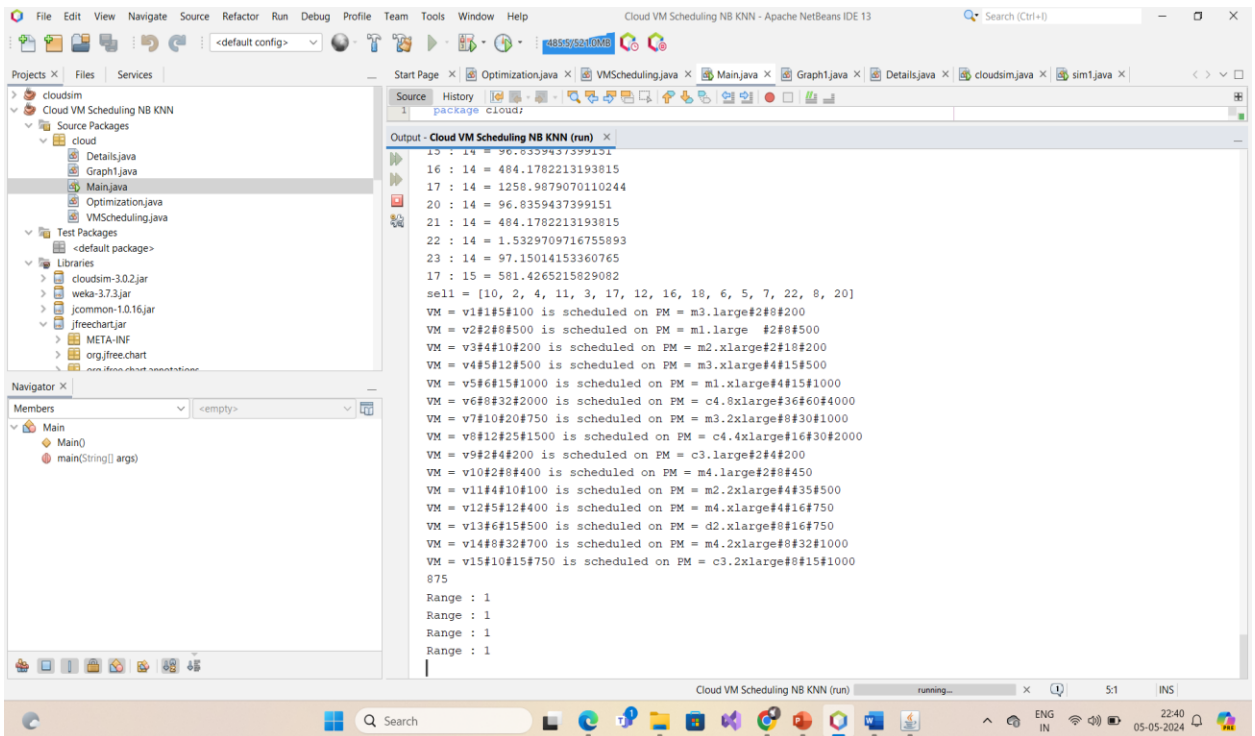 File Edit View Navigate Source Refactor Run Debug Profile Team Tools Window Help Cloud VM Scheduling NB KNN - Apache NetBeans IDE 13 Search (Ctrl+I)
<default config> 485.5/521.0MB
Projects Files Services
Start Page Optimization.java VMScheduling.java Main.java Graph1.java Details.java cloudsim.java sim1.java
cloudsim
Cloud VM Scheduling NB KNN
Source Packages
cloud
Details.java
Graph1.java
Main.java
Optimization.java
VMScheduling.java
Test Packages
<default package>
Libraries
cloudsim-3.0.2.jar
weka-3.7.3.jar
jcommon-1.0.16.jar
jfreechart.jar
META-INF
org.jfree.chart
org.jfree.chart.annotations
Navigator
Members <empty>
Main
Main()
main(String[] args)
Source History
1 package cloud;
Output - Cloud VM Scheduling NB KNN (run)
15 : 14 = 96.8359437399151
16 : 14 = 484.1782213193815
17 : 14 = 1258.9879070110244
20 : 14 = 96.8359437399151
21 : 14 = 484.1782213193815
22 : 14 = 1.5329709716755893
23 : 14 = 97.15014153360765
17 : 15 = 581.4265215829082
sel1 = [10, 2, 4, 11, 3, 17, 12, 16, 18, 6, 5, 7, 22, 8, 20]
VM = v1#1#5#100 is scheduled on PM = m3.large#2#8#200
VM = v2#2#8#500 is scheduled on PM = m1.large #2#8#500
VM = v3#4#10#200 is scheduled on PM = m2.xlarge#2#18#200
VM = v4#5#12#500 is scheduled on PM = m3.xlarge#4#15#500
VM = v5#6#15#1000 is scheduled on PM = m1.xlarge#4#15#1000
VM = v6#8#32#2000 is scheduled on PM = c4.8xlarge#36#60#4000
VM = v7#10#20#750 is scheduled on PM = m3.2xlarge#8#30#1000
VM = v8#12#25#1500 is scheduled on PM = c4.4xlarge#16#30#2000
VM = v9#2#4#200 is scheduled on PM = c3.large#2#4#200
VM = v10#2#8#400 is scheduled on PM = m4.large#2#8#450
VM = v11#4#10#100 is scheduled on PM = m2.2xlarge#4#35#500
VM = v12#5#12#400 is scheduled on PM = m4.xlarge#4#16#750
VM = v13#6#15#500 is scheduled on PM = d2.xlarge#8#16#750
VM = v14#8#32#700 is scheduled on PM = m4.2xlarge#8#32#1000
VM = v15#10#15#750 is scheduled on PM = c3.2xlarge#8#15#1000
875
Range : 1
Range : 1
Range : 1
Range : 1
Cloud VM Scheduling NB KNN (run) running... 5:1 INS
Search ENG IN 22:40 05-05-2024